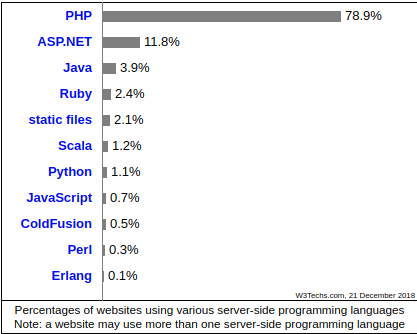 PHP 78.9%
ASP.NET 11.8%
Java 3.9%
Ruby 2.4%
static files 2.1%
Scala 1.2%
Python 1.1%
JavaScript 0.7%
ColdFusion 0.5%
Perl 0.3%
Erlang 0.1%
W3Techs.com, 21 December 2018
Percentages of websites using various server-side programming languages
Note: a website may use more than one server-side programming language